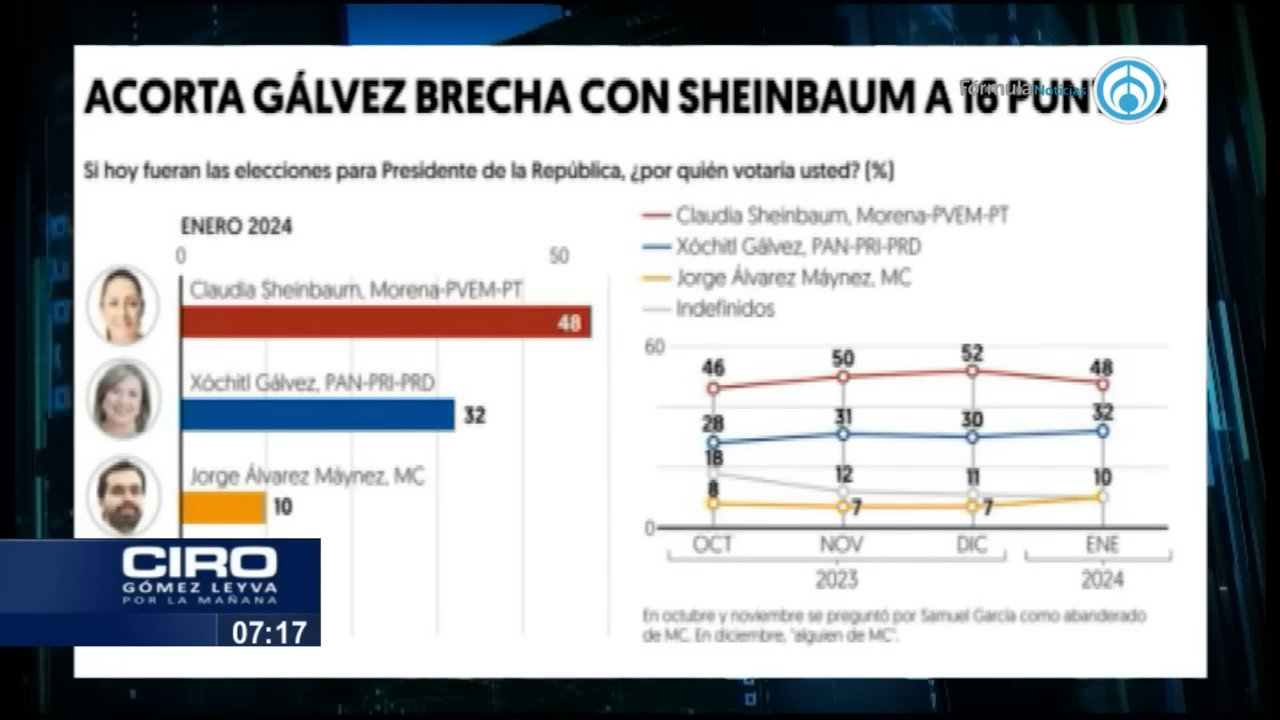 ACORTA GÁLVEZ BRECHA CON SHEINBAUM A 16
Fórmula Noticias
Si hoy fueran las elecciones para Presidente de la República, ¿por quién votaría usted? (%)
ENERO 2024
0 50
Claudia Sheinbaum, Morena-PVEM-PT
48
Xóchitl Gálvez, PAN-PRI-PRD
32
Jorge Álvarez Máynez, MC
10
Claudia Sheinbaum, Morena-PVEM-PT
Xóchitl Gálvez, PAN-PRI-PRD
Jorge Álvarez Máynez, MC
Indefinidos
60
46 50 52 48
28 31 30 32
18 12 11 10
8 7 7
0
OCT NOV DIC ENE
2023 2024
En octubre y noviembre se preguntó por Samuel García como abanderado
de MC. En diciembre, "alguien de MC".
CIRO
GÓMEZ LEYVA
POR LA MAÑANA
07:17